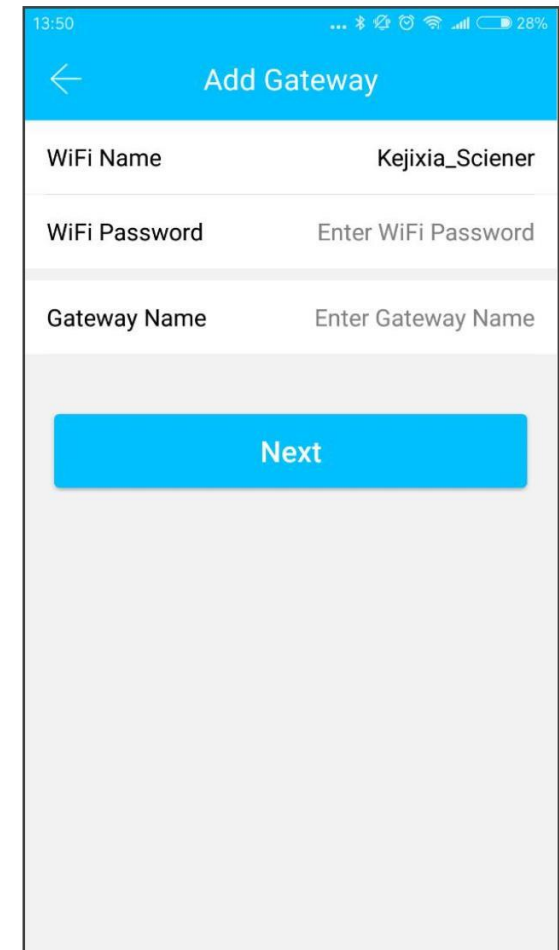 13:50 ... 28%
Add Gateway
WiFi Name Kejixia_Sciener
WiFi Password Enter WiFi Password
Gateway Name Enter Gateway Name
Next